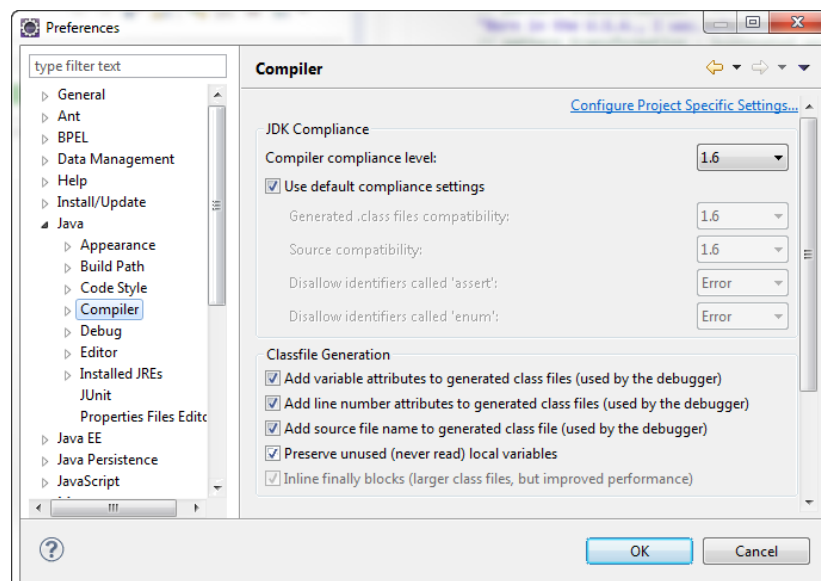 Preferences
type filter text
General
Ant
BPEL
Data Management
Help
Install/Update
Java
Appearance
Build Path
Code Style
Compiler
Debug
Editor
Installed JREs
JUnit
Properties Files Edito
Java EE
Java Persistence
JavaScript
Compiler
Configure Project Specific Settings...
JDK Compliance
Compiler compliance level: 1.6
Use default compliance settings
Generated .class files compatibility: 1.6
Source compatibility: 1.6
Disallow identifiers called 'assert': Error
Disallow identifiers called 'enum': Error
Classfile Generation
Add variable attributes to generated class files (used by the debugger)
Add line number attributes to generated class files (used by the debugger)
Add source file name to generated class file (used by the debugger)
Preserve unused (never read) local variables
Inline finally blocks (larger class files, but improved performance)
OK Cancel